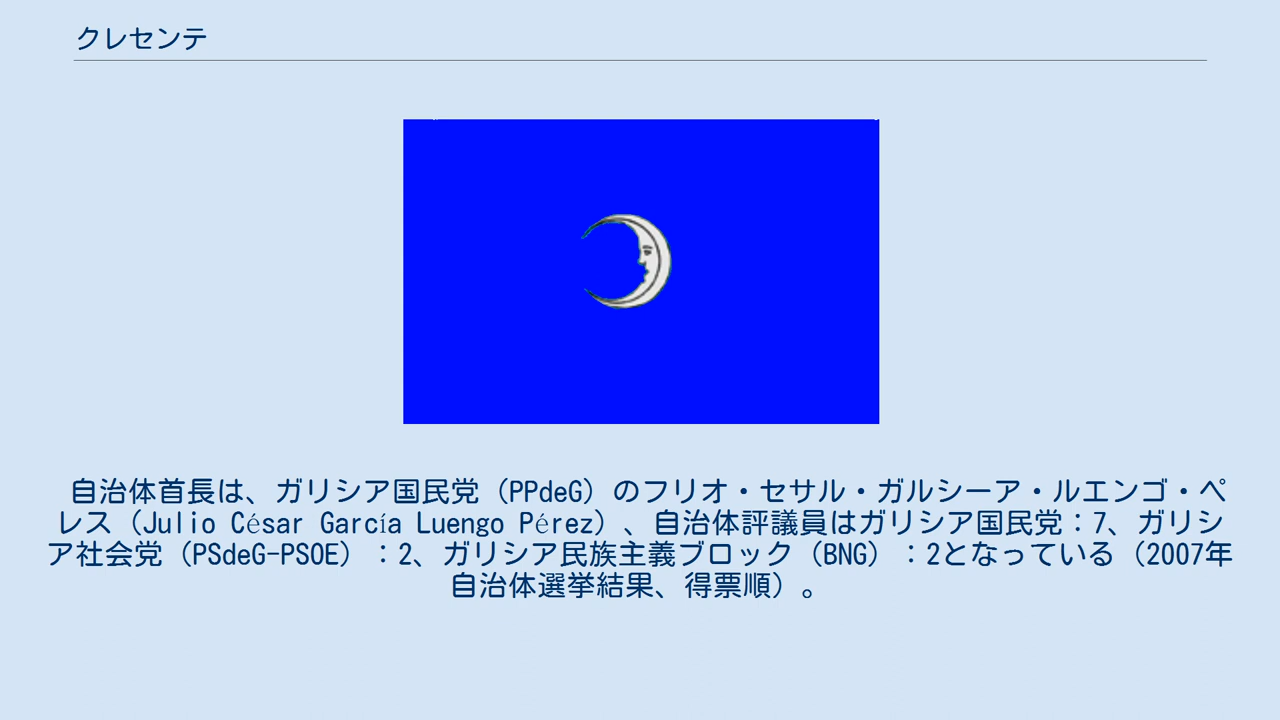 クレセンテ
自治体首長は、ガリシア国民党（PPdeG）のフリオ・セサル・ガルシーア・ルエンゴ・ペ
レス（Julio César García Luengo Pérez）、自治体評議員はガリシア国民党：7、ガリシ
ア社会党（PSdeG-PSOE）：2、ガリシア民族主義ブロック（BNG）：2となっている（2007年
自治体選挙結果、得票順）。